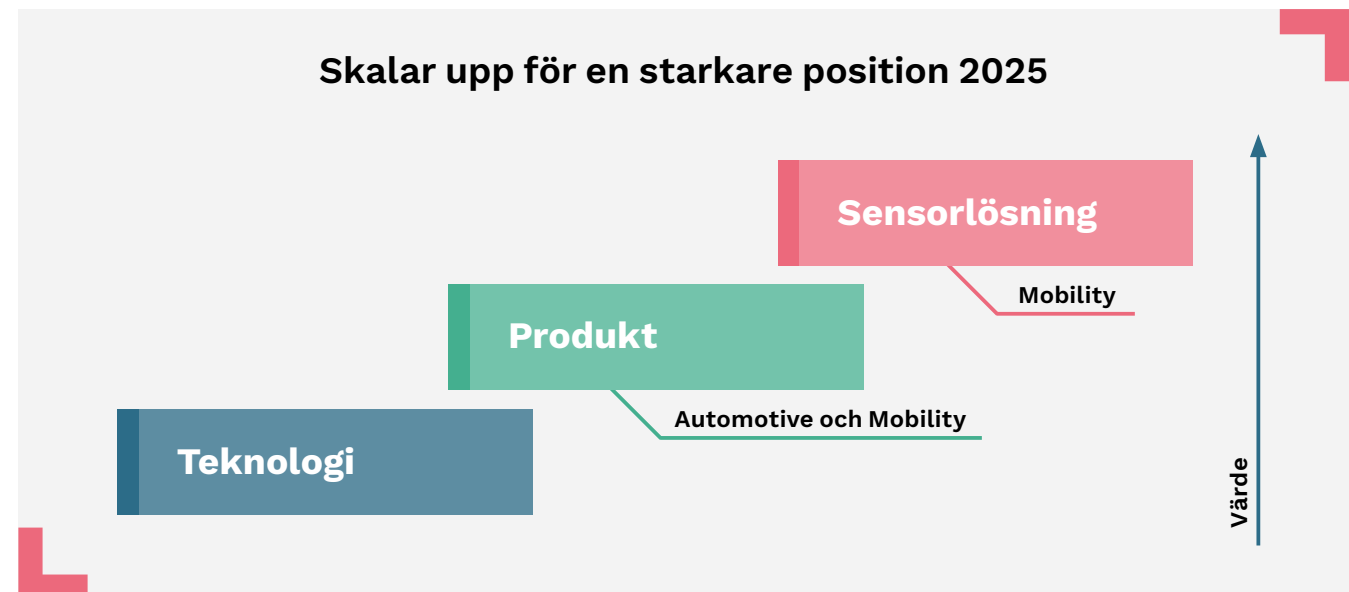 Skalar upp för en starkare position 2025
Sensorlösning
Mobility
Produkt
Automotive och Mobility
Teknologi
Värde